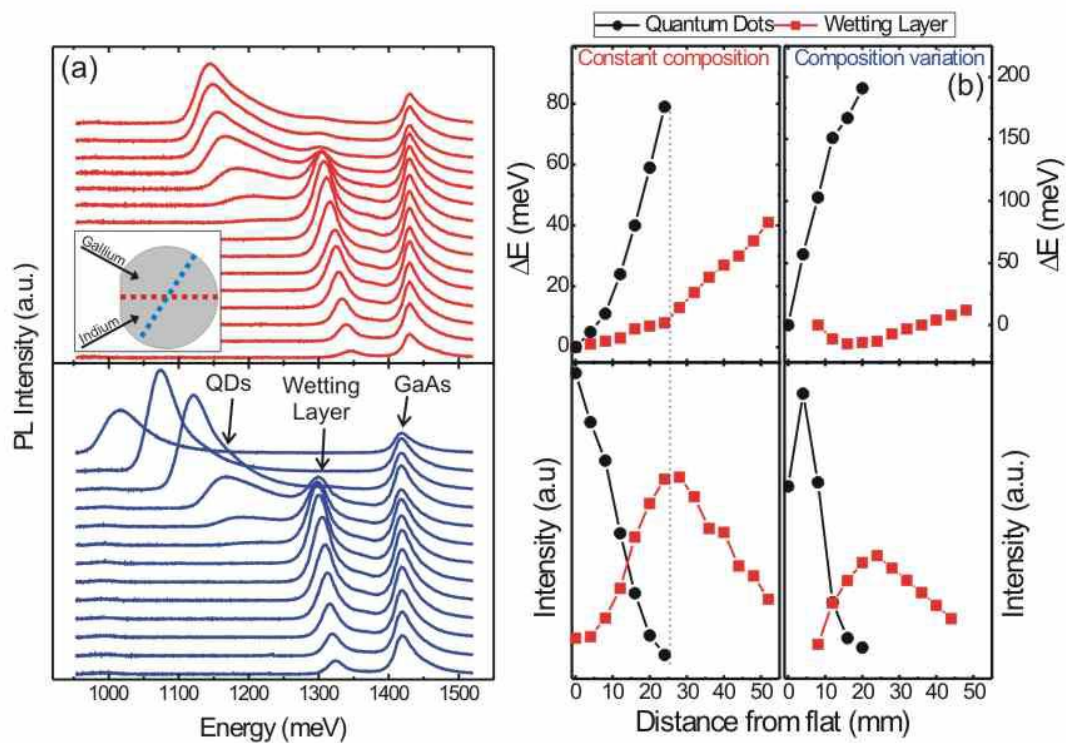 Quantum Dots Wetting Layer
(a)
Constant composition
Composition variation
(b)
PL Intensity (a.u.)
Gallium
Indium
QDs
Wetting
Layer
GaAs
1000 1100 1200 1300 1400 1500
Energy (meV)
ΔE (meV)
80
60
40
20
0
200
150
100
50
0
ΔE (meV)
Intensity (a.u)
Intensity (a.u.)
0 10 20 30 40 50 0 10 20 30 40 50
Distance from flat (mm)